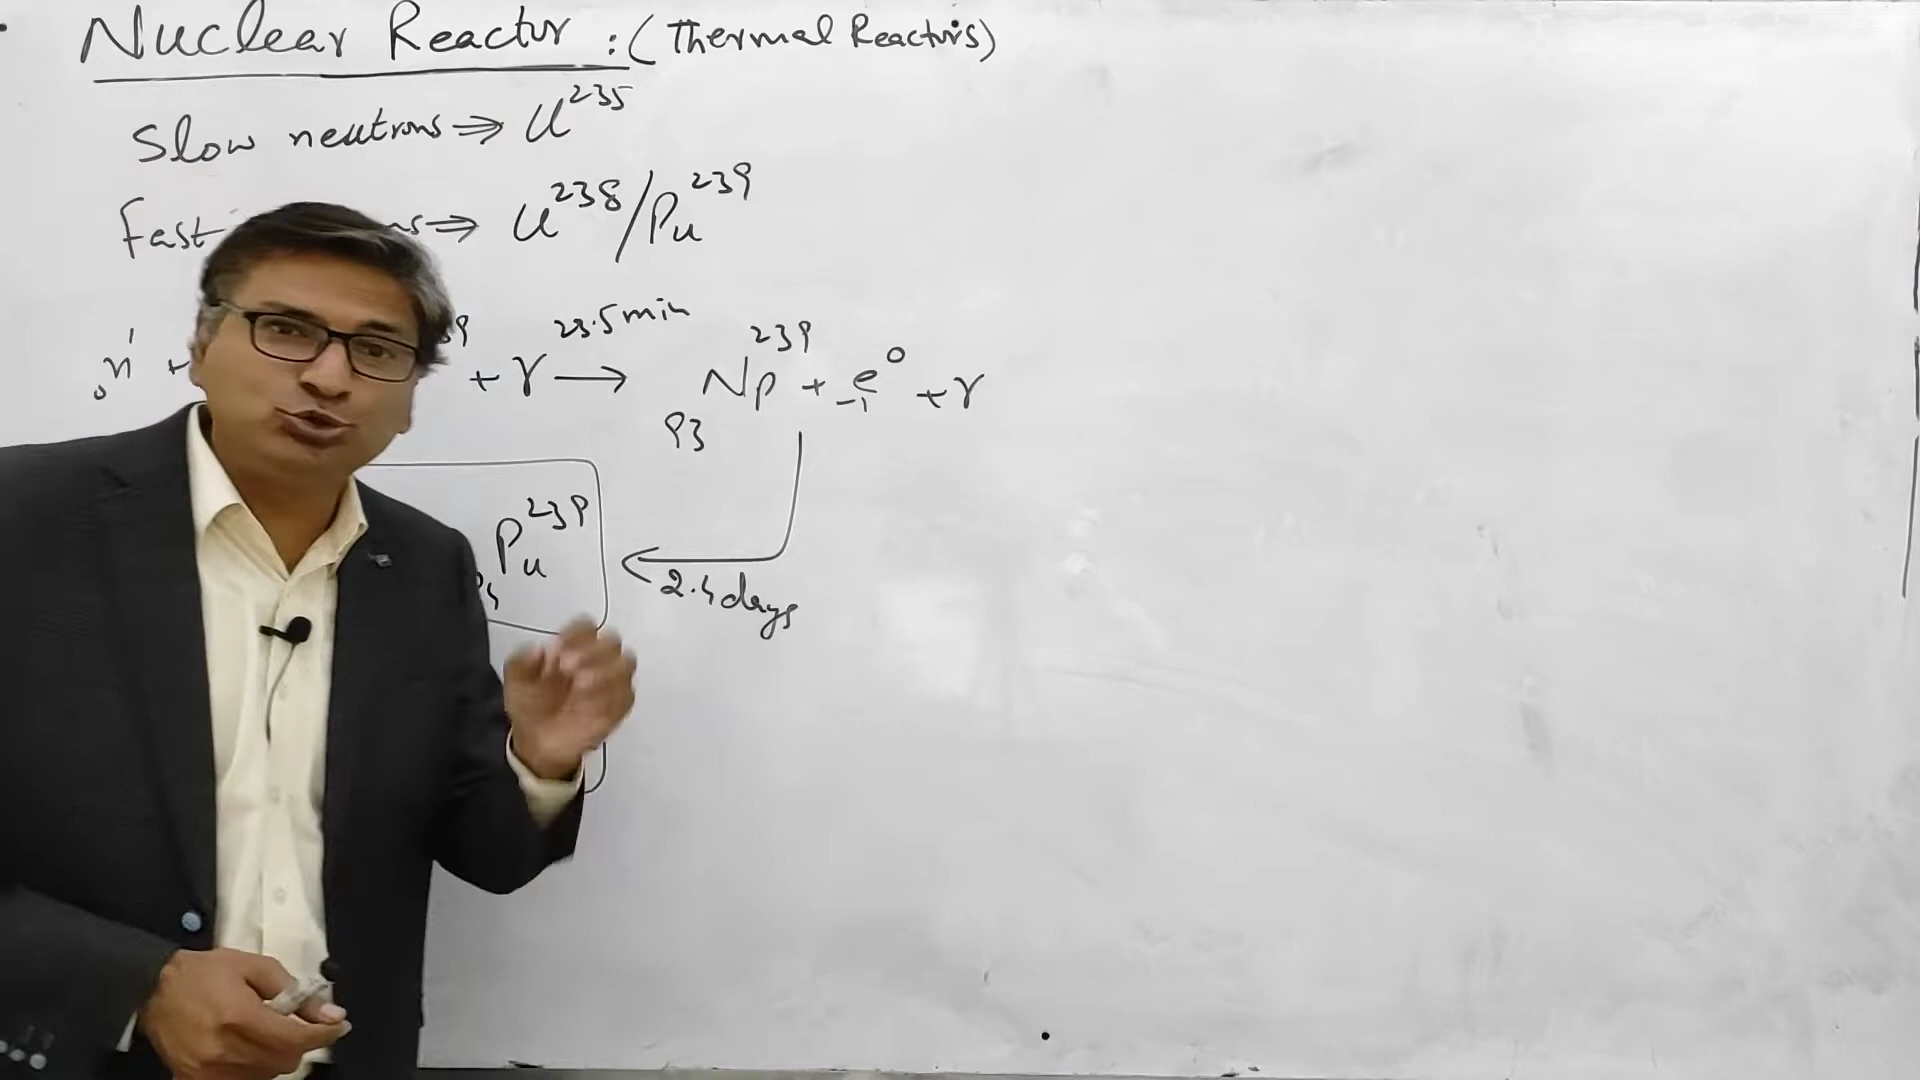 Nuclear Reactor : (Thermal Reactors)
Slow neutrons ⇒ U²³⁵
Fast ⇒ U²³⁸/Pu²³⁹
₀n¹ + + γ 23.5 min → ₉₃Np²³⁹ + ₋₁e⁰ + γ
Pu²³⁹
2.4 days